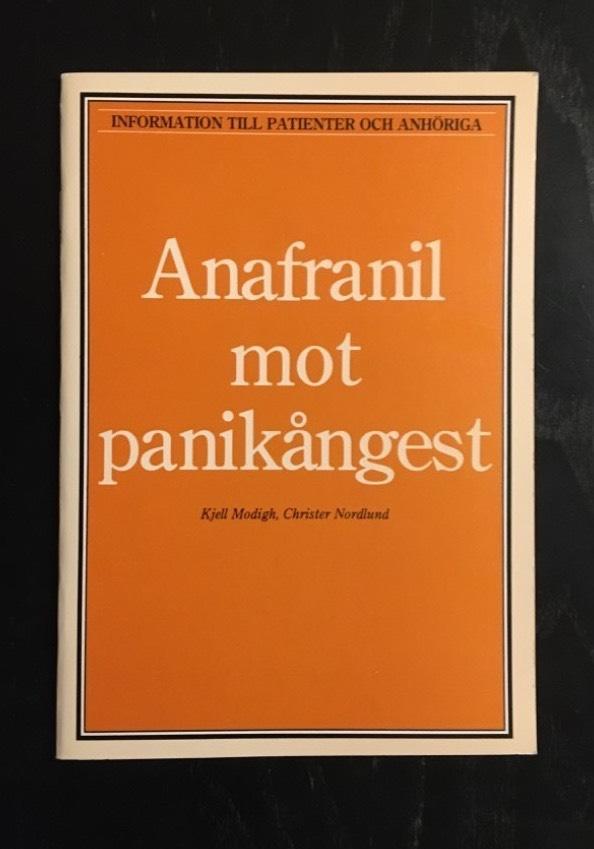 INFORMATION TILL PATIENTER OCH ANHÖRIGA
Anafranil
mot
panikångest
Kjell Modigh, Christer Nordlund